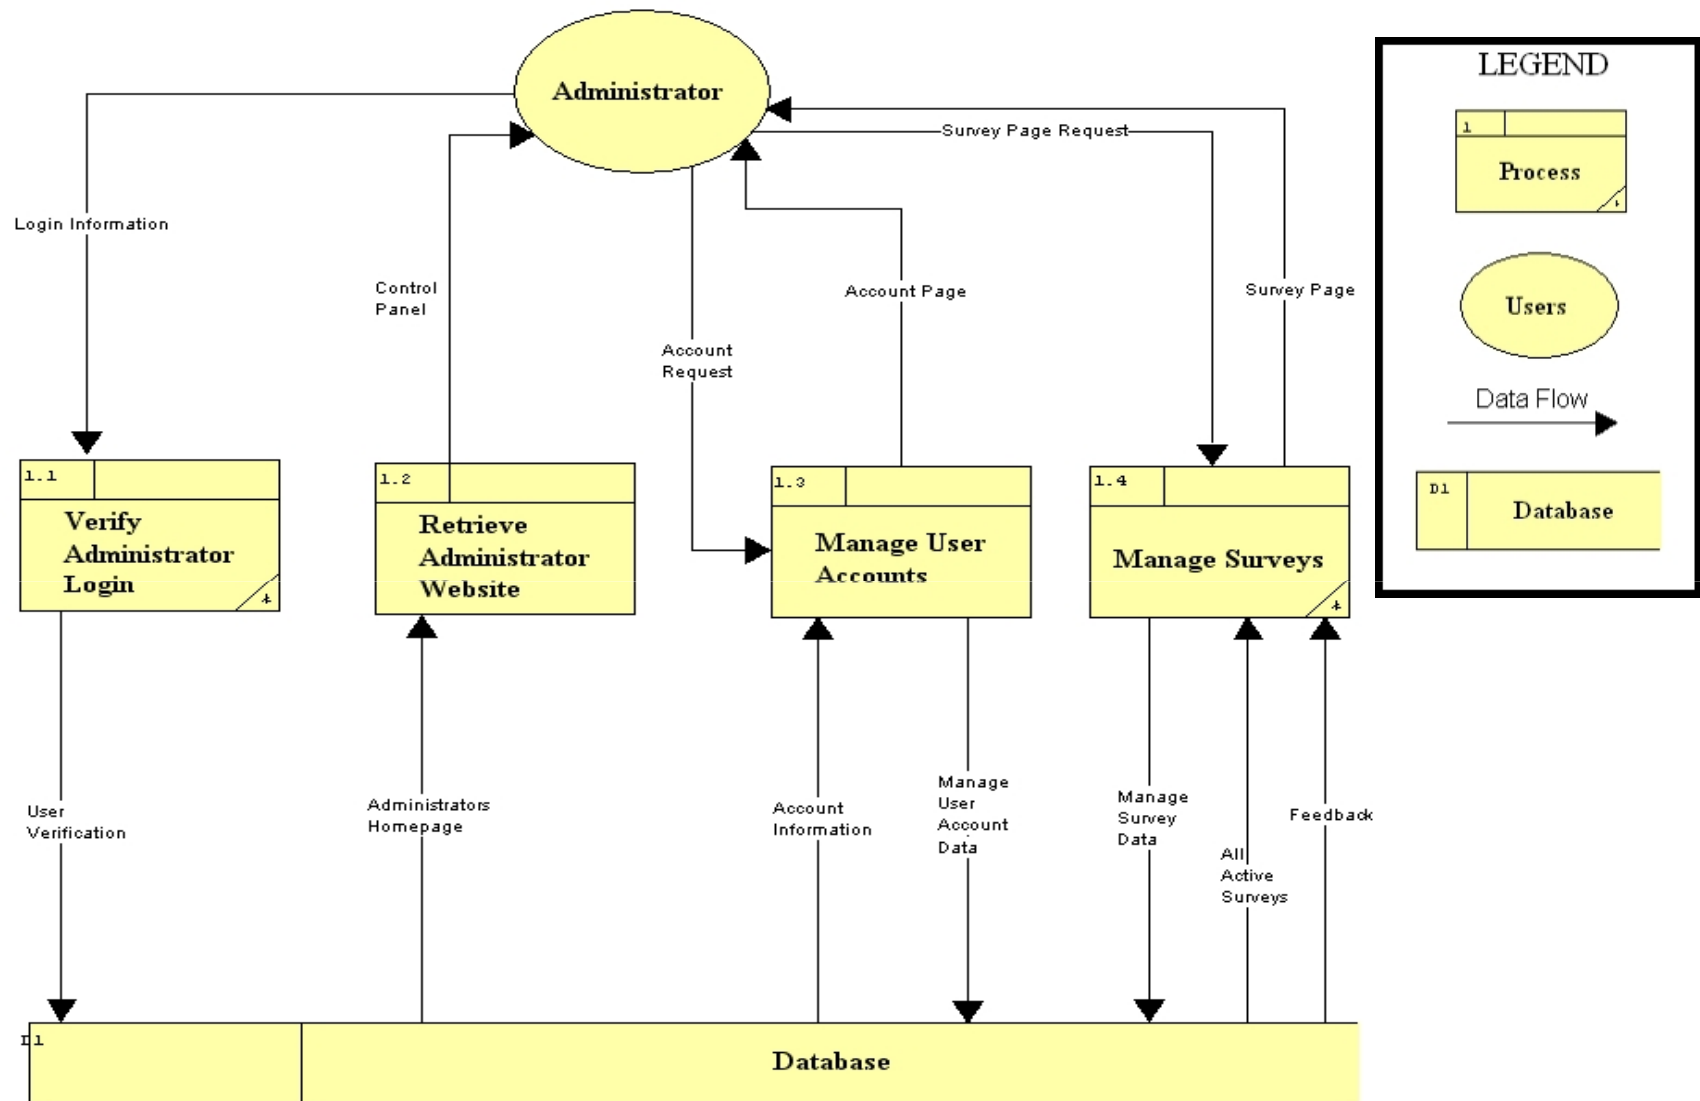 Administrator
LEGEND
1
Process
*
Users
Data Flow
D1
Database
Survey Page Request
Login Information
Control
Panel
Account Page
Survey Page
Account
Request
1.1
Verify
Administrator
Login
*
1.2
Retrieve
Administrator
Website
1.3
Manage User
Accounts
1.4
Manage Surveys
*
User
Verification
Administrators
Homepage
Account
Information
Manage
User
Account
Data
Manage
Survey
Data
All
Active
Surveys
Feedback
D1
Database